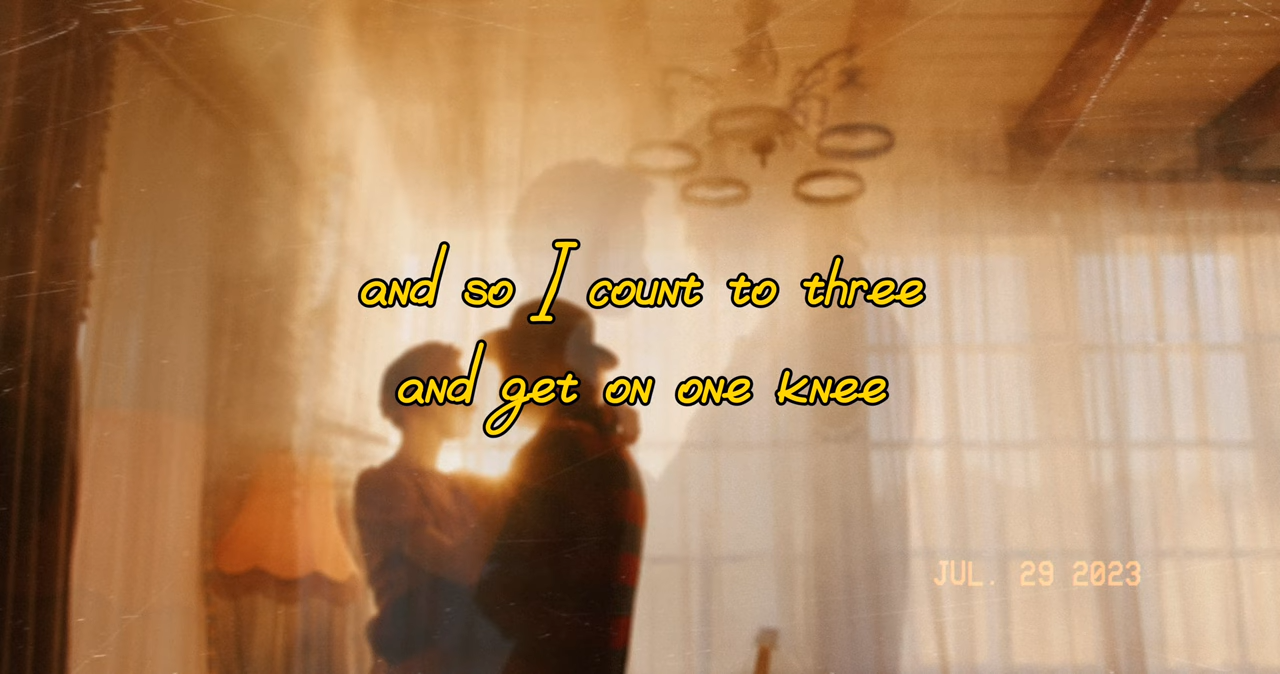 and so I count to three
and get on one knee
JUL. 29 2023